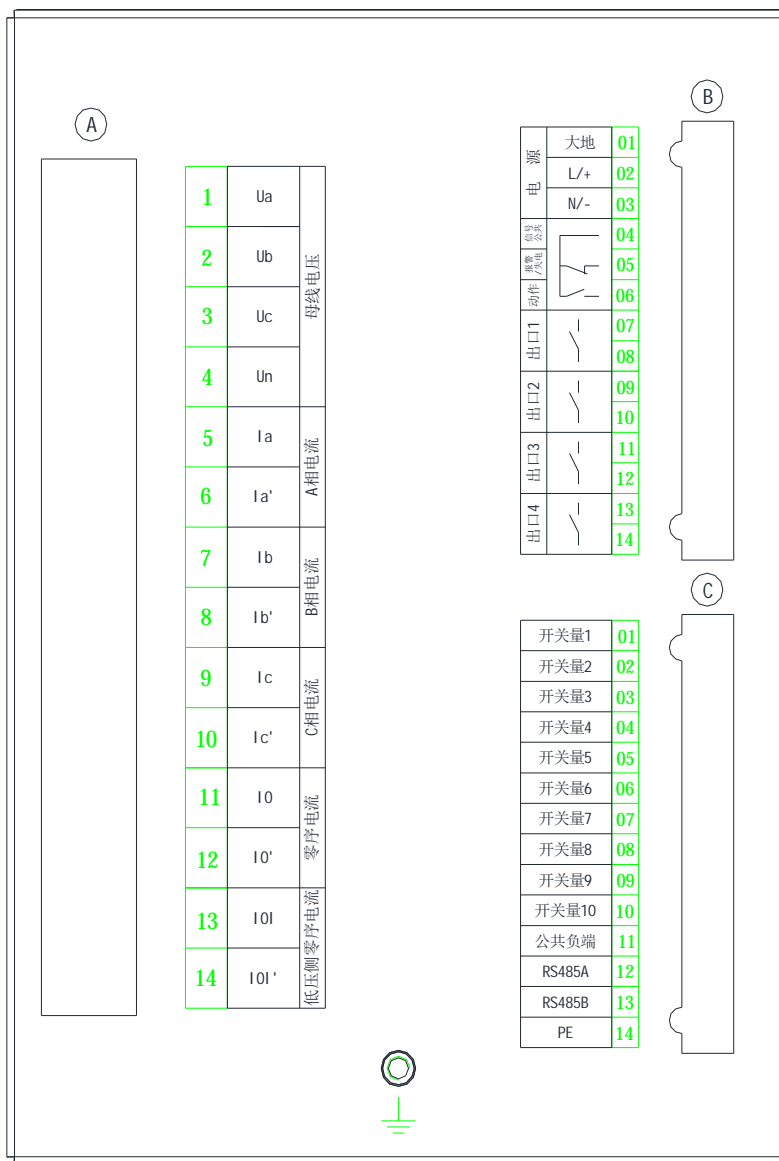 A
1 Ua
2 Ub
3 Uc
4 Un
母线电压
5 Ia
6 Ia'
A相电流
7 Ib
8 Ib'
B相电流
9 Ic
10 Ic'
C相电流
11 I0
12 I0'
零序电流
13 I0I
14 I0I'
低压侧零序电流
B
电源
大地 01
L/+ 02
N/- 03
信号公共 04
报警/失电 05
动作 06
出口1
07
08
出口2
09
10
出口3
11
12
出口4
13
14
C
开关量1 01
开关量2 02
开关量3 03
开关量4 04
开关量5 05
开关量6 06
开关量7 07
开关量8 08
开关量9 09
开关量10 10
公共负端 11
RS485A 12
RS485B 13
PE 14